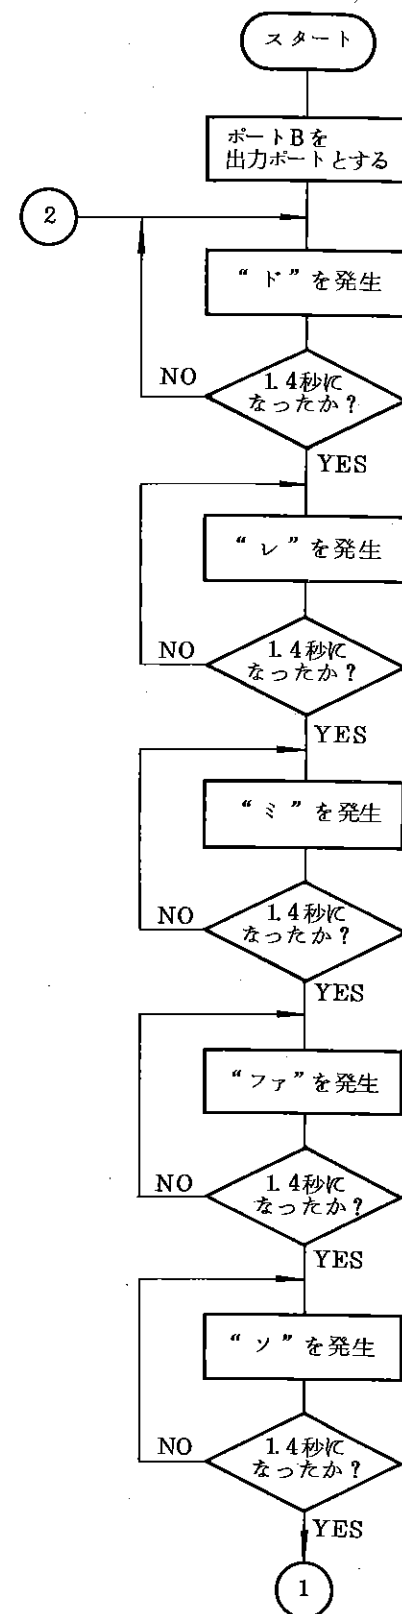 スタート
ポートBを
出力ポートとする
2
“ド”を発生
1.4秒に
なったか？
NO
YES
“レ”を発生
1.4秒に
なったか？
NO
YES
“ミ”を発生
1.4秒に
なったか？
NO
YES
“ファ”を発生
1.4秒に
なったか？
NO
YES
“ソ”を発生
1.4秒に
なったか？
NO
YES
1